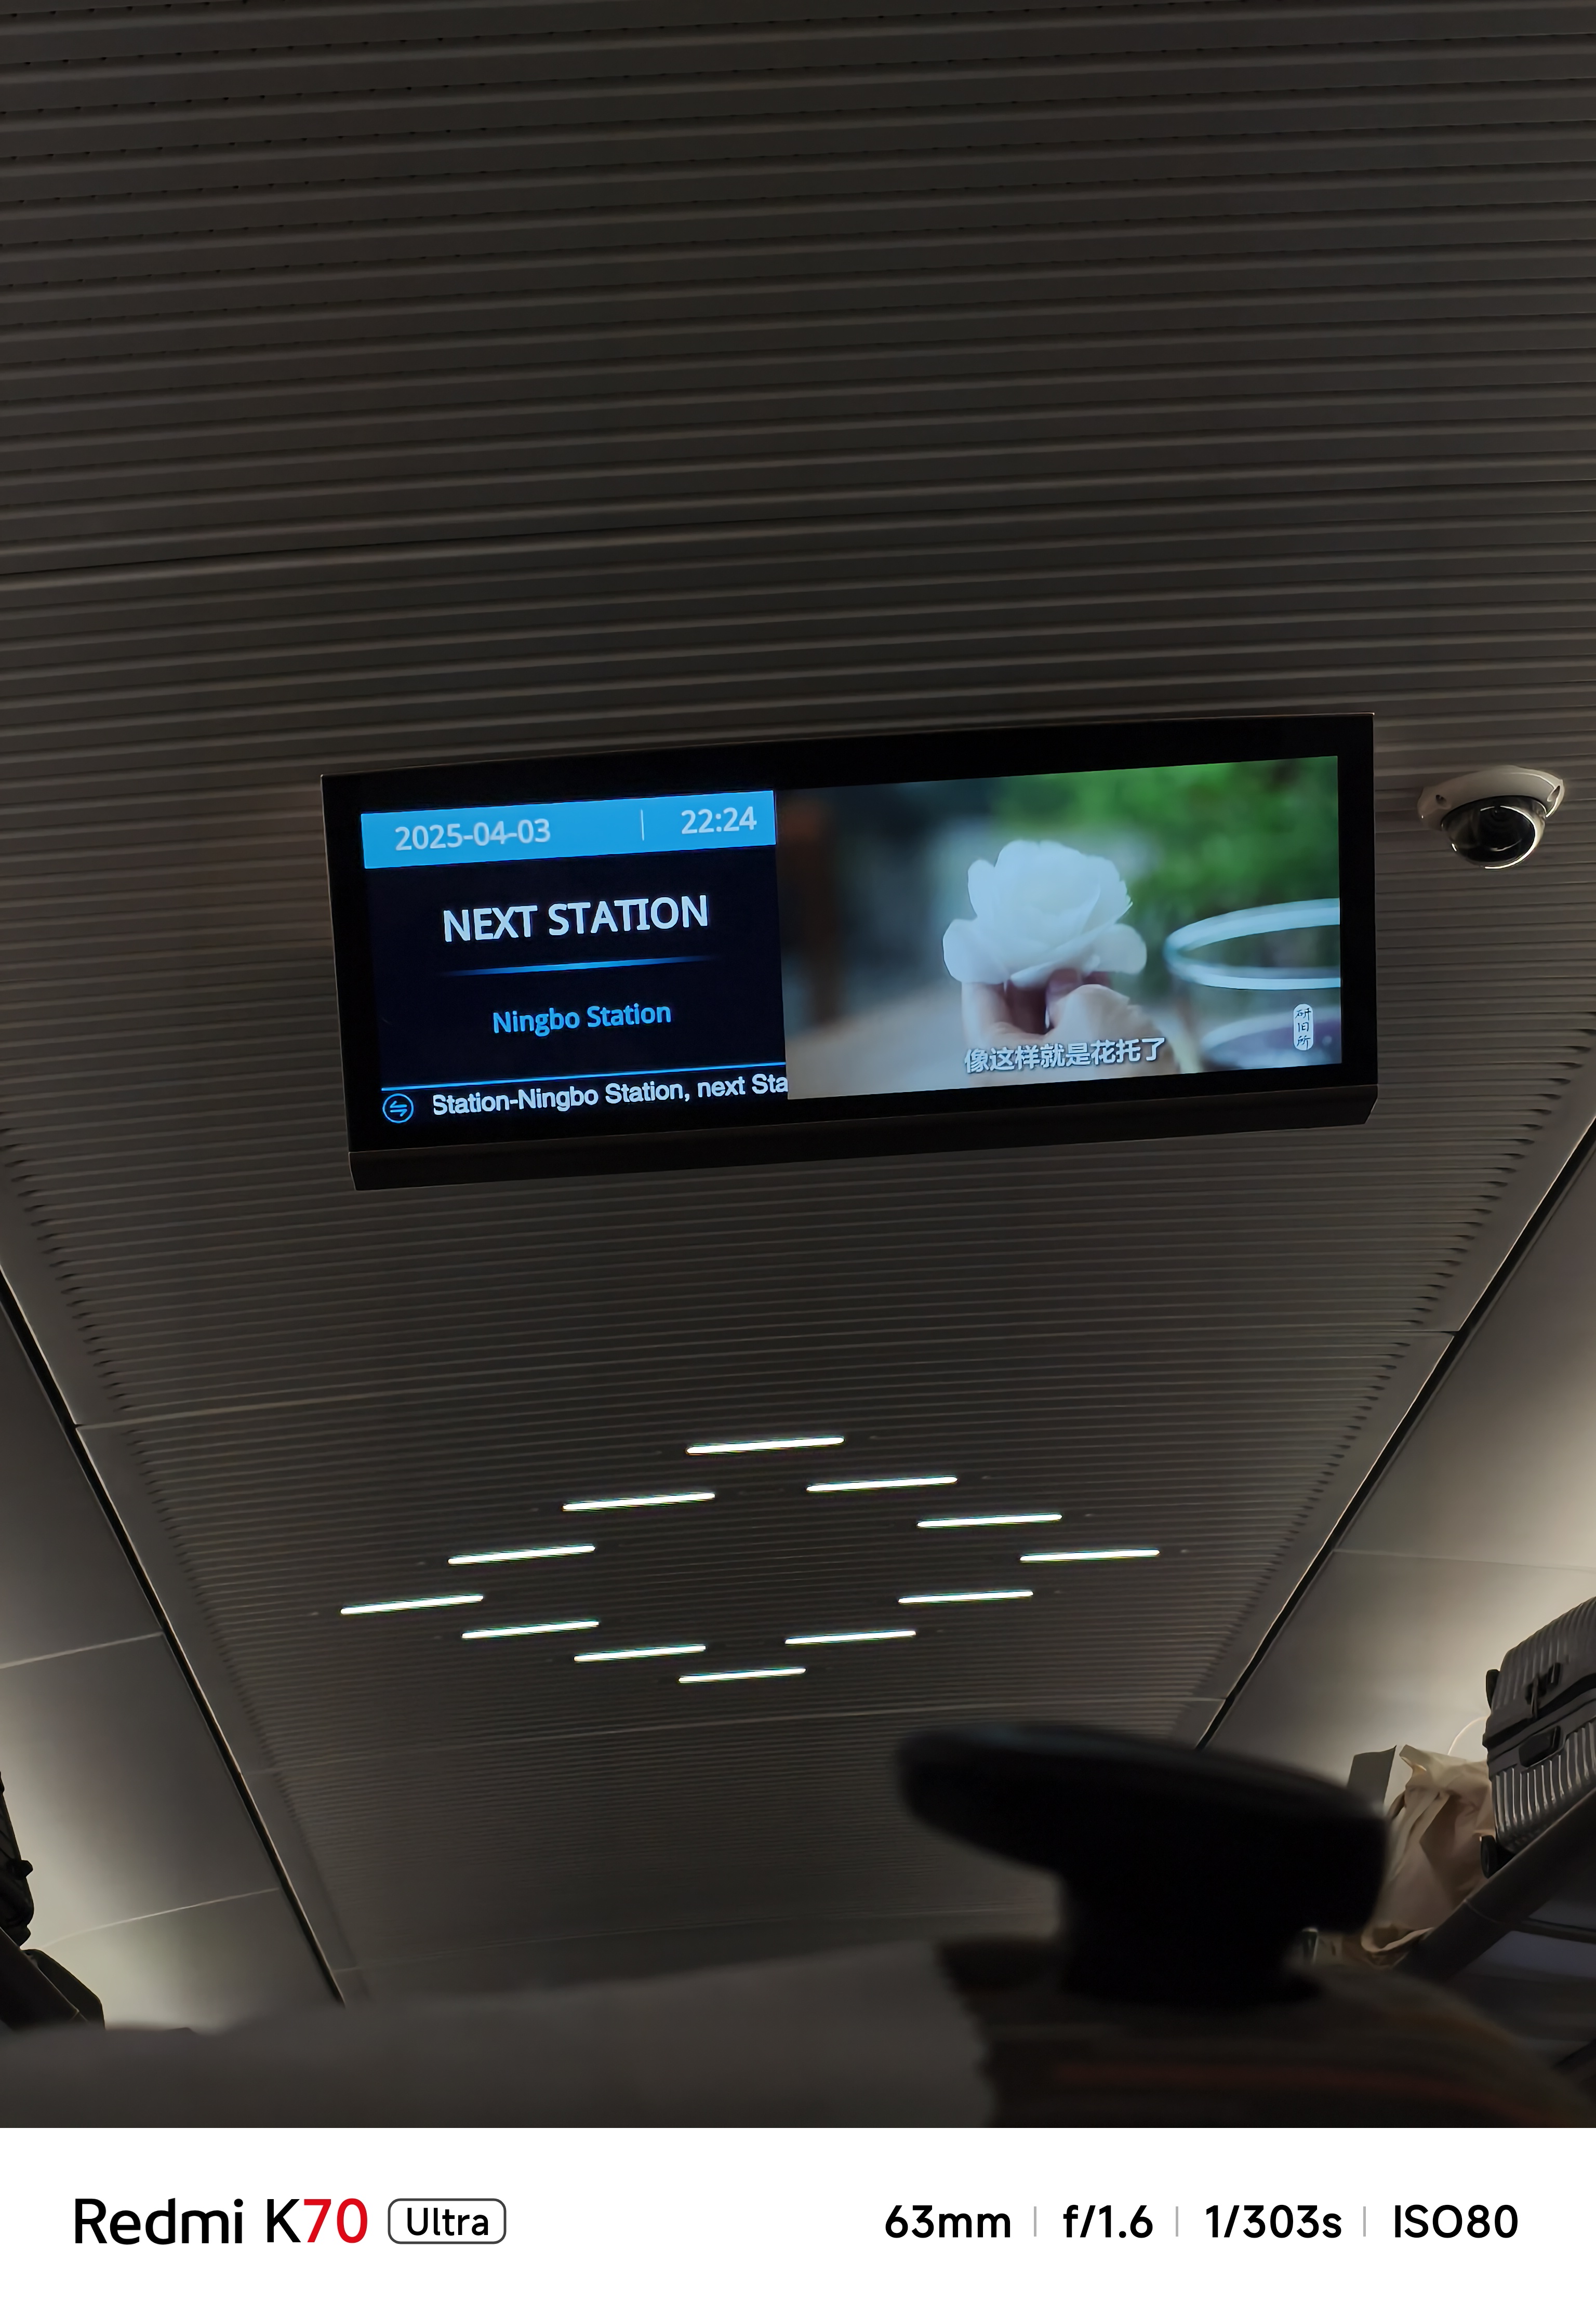 2025-04-03 | 22:24
NEXT STATION
Ningbo Station
Station-Ningbo Station, next Sta
像这样就是花托了
研旧所
Redmi K70 Ultra
63mm | f/1.6 | 1/303s | ISO80